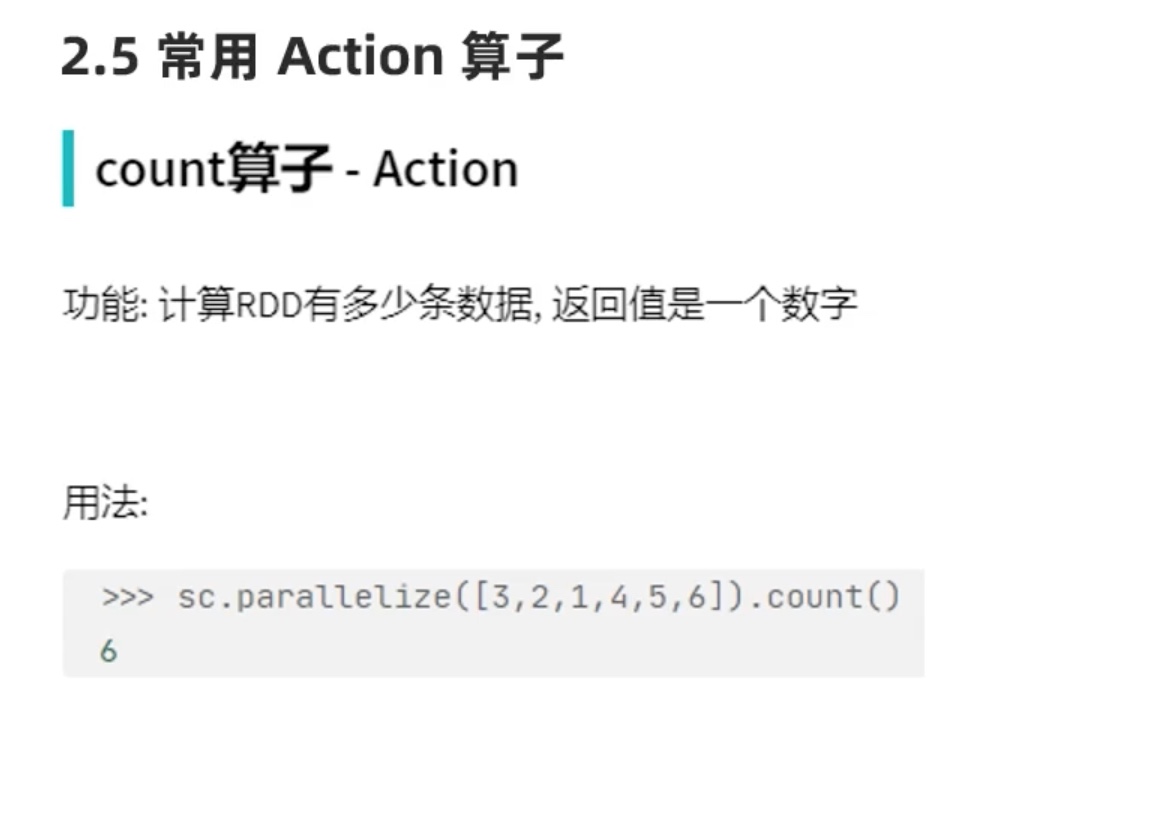 2.5 常用 Action 算子
count算子 - Action
功能: 计算RDD有多少条数据, 返回值是一个数字
用法:
>>> sc.parallelize([3,2,1,4,5,6]).count()
6